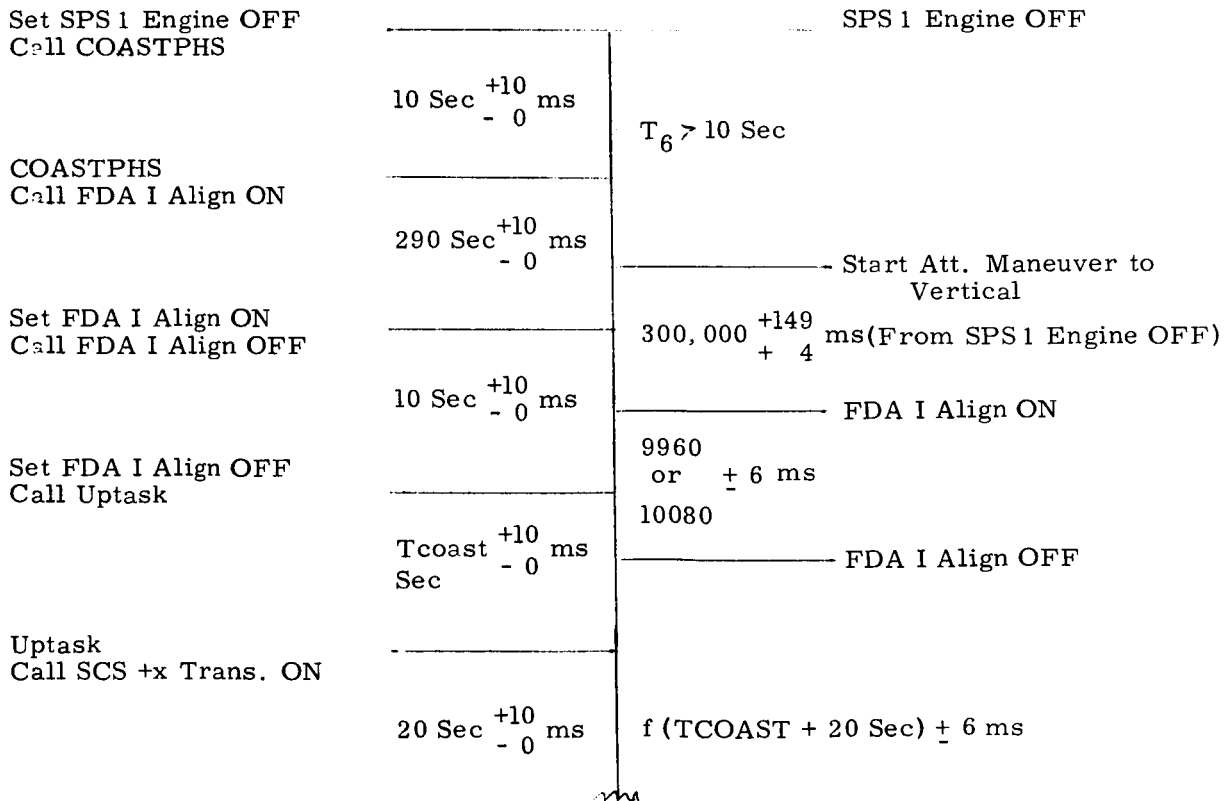 Set SPS 1 Engine OFF
Call COASTPHS
SPS 1 Engine OFF
10 Sec +10 - 0 ms
T6 > 10 Sec
COASTPHS
Call FDA I Align ON
290 Sec +10 - 0 ms
Start Att. Maneuver to
Vertical
Set FDA I Align ON
Call FDA I Align OFF
300,000 +149 + 4 ms(From SPS 1 Engine OFF)
10 Sec +10 - 0 ms
FDA I Align ON
9960
or ± 6 ms
10080
Set FDA I Align OFF
Call Uptask
Tcoast +10 - 0 ms
Sec
FDA I Align OFF
Uptask
Call SCS +x Trans. ON
20 Sec +10 - 0 ms
f (TCOAST + 20 Sec) ± 6 ms